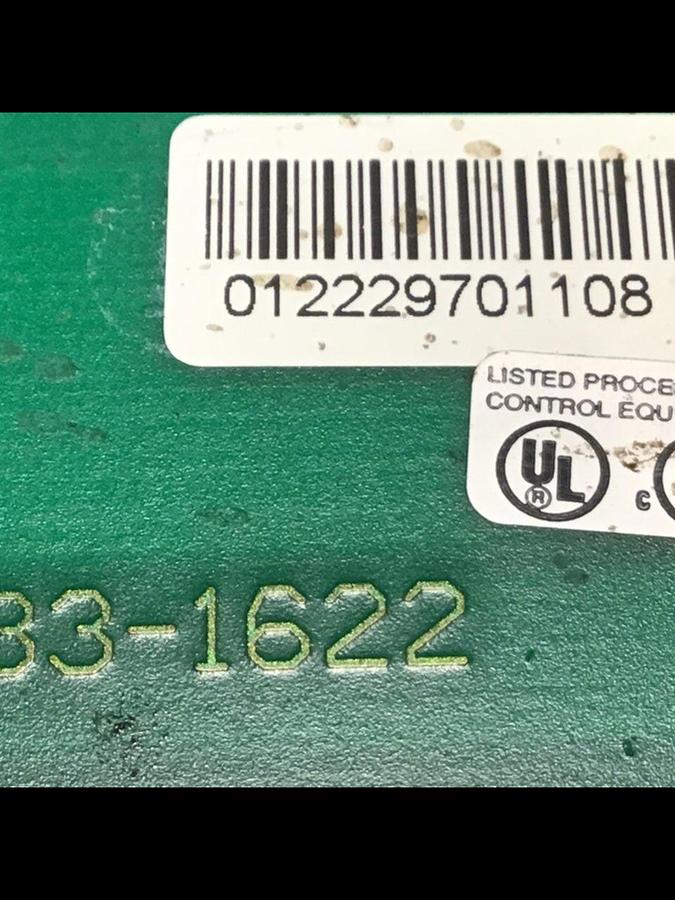 012229701108
LISTED PROCE
CONTROL EQU
UL
®
C
33-1622